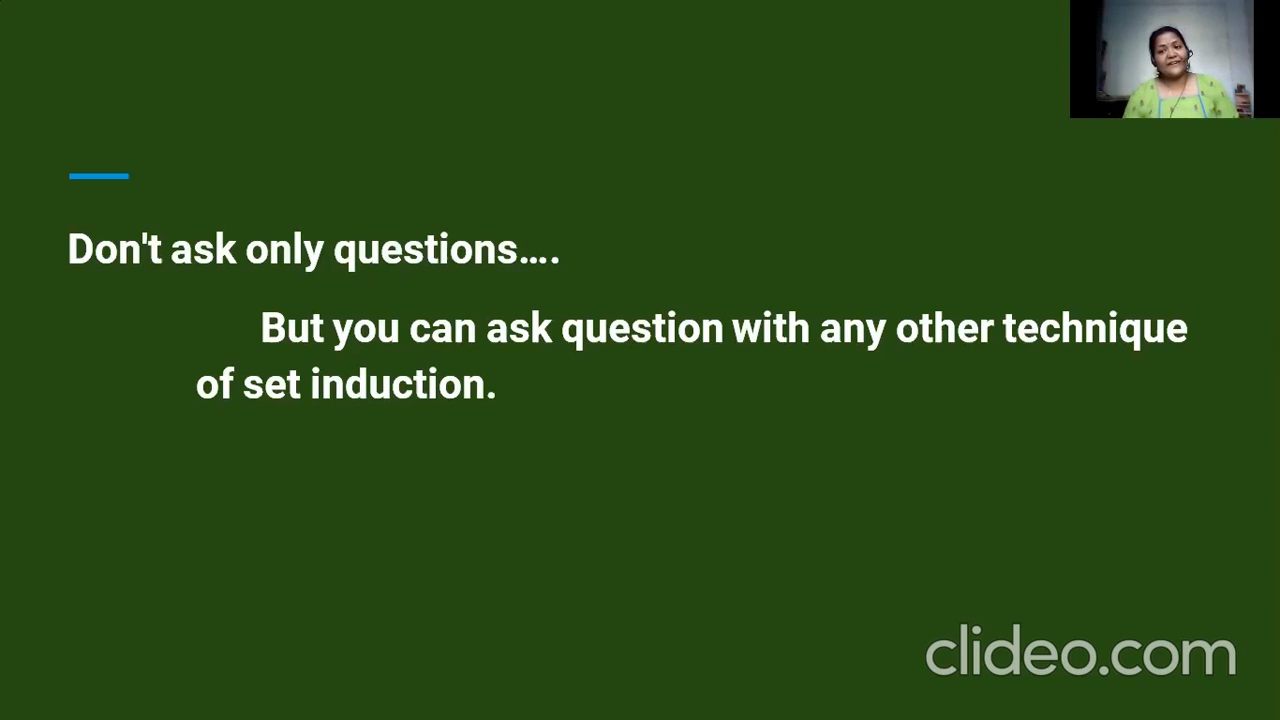 Don't ask only questions....
But you can ask question with any other technique
of set induction.
clideo.com